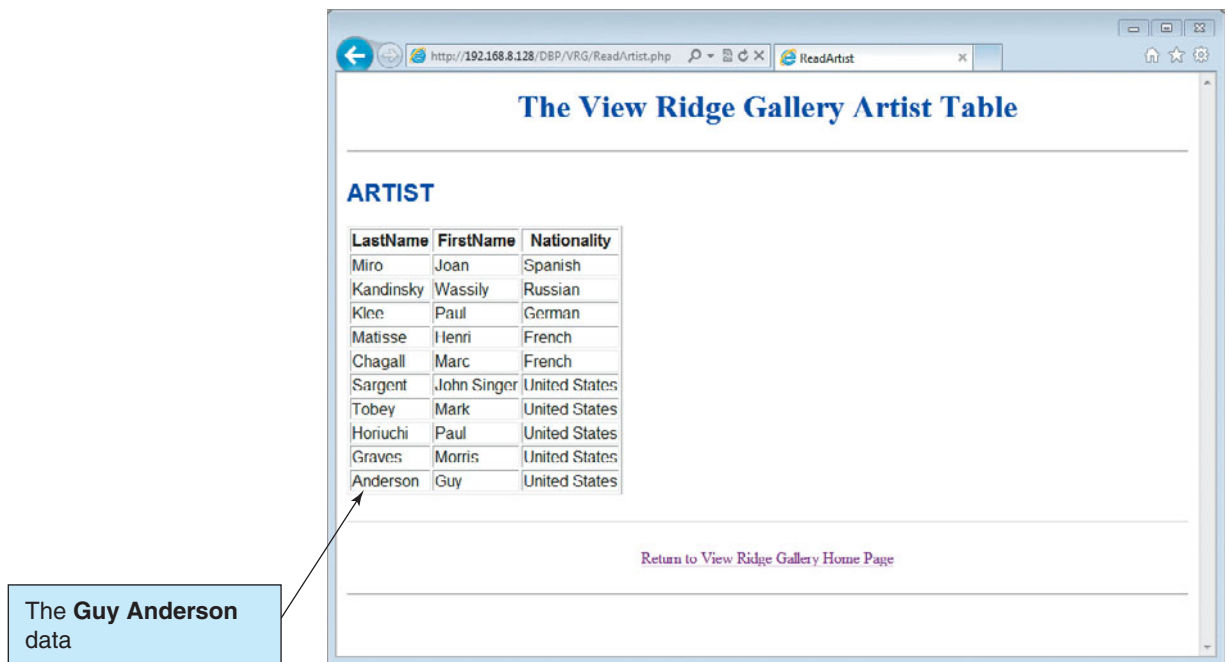 http://192.168.8.128/DBP/VRG/ReadArtist.php
ReadArtist
The View Ridge Gallery Artist Table
ARTIST
LastName FirstName Nationality
Miro Joan Spanish
Kandinsky Wassily Russian
Klee Paul German
Matisse Henri French
Chagall Marc French
Sargent John Singer United States
Tobey Mark United States
Horiuchi Paul United States
Graves Morris United States
Anderson Guy United States
Return to View Ridge Gallery Home Page
The Guy Anderson
data